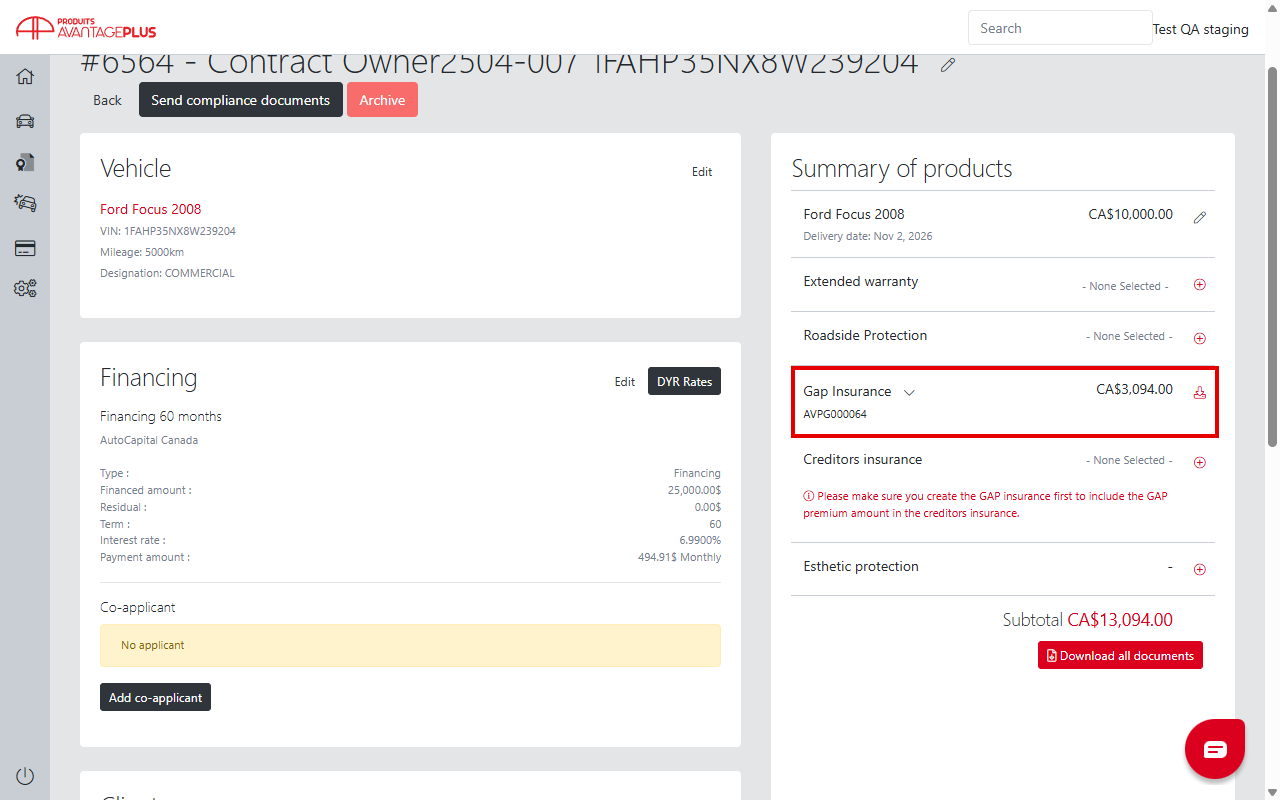 PRODUITS
AVANTAGEPLUS
Search
Test QA staging
#6564 - Contract Owner2504-007 1FAHP35NX8W239204
Back
Send compliance documents
Archive
Vehicle
Edit
Ford Focus 2008
VIN: 1FAHP35NX8W239204
Mileage: 5000km
Designation: COMMERCIAL
Financing
Edit
DYR Rates
Financing 60 months
AutoCapital Canada
Type : Financing
Financed amount : 25,000.00$
Residual : 0.00$
Term : 60
Interest rate : 6.9900%
Payment amount : 494.91$ Monthly
Co-applicant
No applicant
Add co-applicant
Client
Summary of products
Ford Focus 2008 CA$10,000.00
Delivery date: Nov 2, 2026
Extended warranty - None Selected -
Roadside Protection - None Selected -
Gap Insurance CA$3,094.00
AVPG000064
Creditors insurance - None Selected -
Please make sure you create the GAP insurance first to include the GAP
premium amount in the creditors insurance.
Esthetic protection -
Subtotal CA$13,094.00
Download all documents